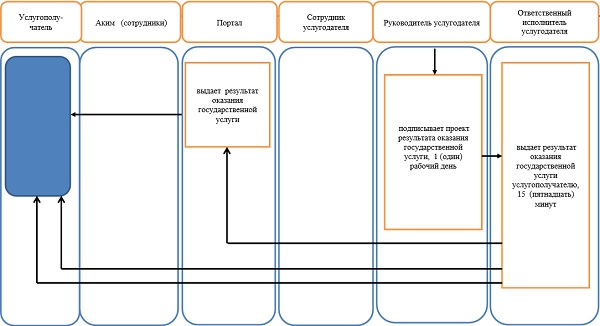 Услугополу-
чатель
Аким (сотрудники)
Портал
Сотрудник
услугодателя
Руководитель услугодателя
Ответственный
исполнитель
услугодателя
выдает результат
оказания
государственной
услуги
подписывает проект
результата оказания
государственной
услуги, 1 (один)
рабочий день
выдает результат
оказания
государственной
услуги
услугополучателю,
15 (пятнадцать)
минут